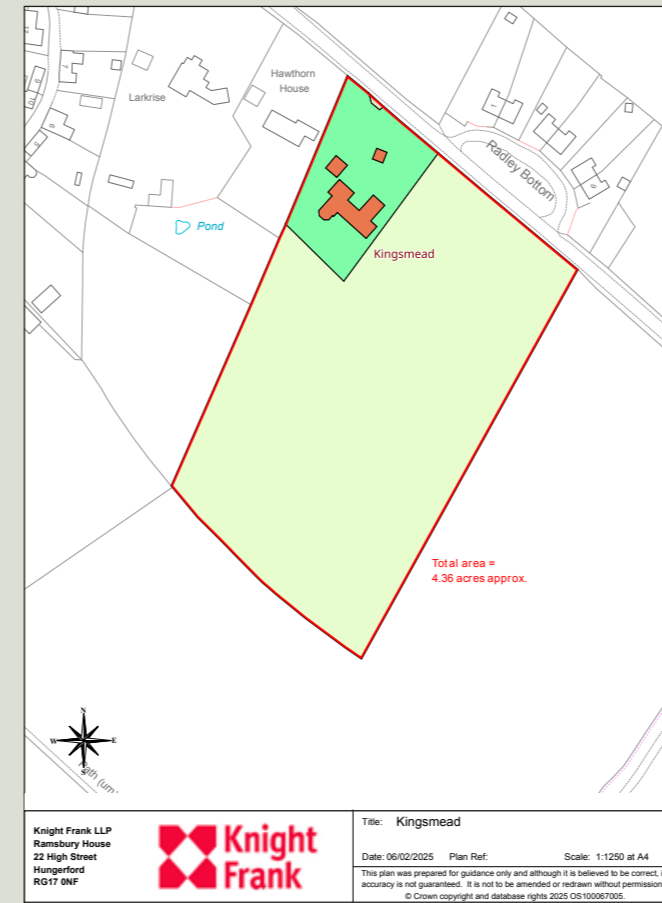 Hawthorn
House
Larkrise
Radley Bottom
Pond
Kingsmead
Total area =
4.36 acres approx.
N
W
E
S
Knight Frank LLP
Ramsbury House
22 High Street
Hungerford
RG17 0NF
Knight
Frank
Title: Kingsmead
Date: 06/02/2025 Plan Ref: Scale: 1:1250 at A4
This plan was prepared for guidance only and although it is believed to be correct,
accuracy is not guaranteed. It is not to be amended or redrawn without permission
© Crown copyright and database rights 2025 OS100067005.